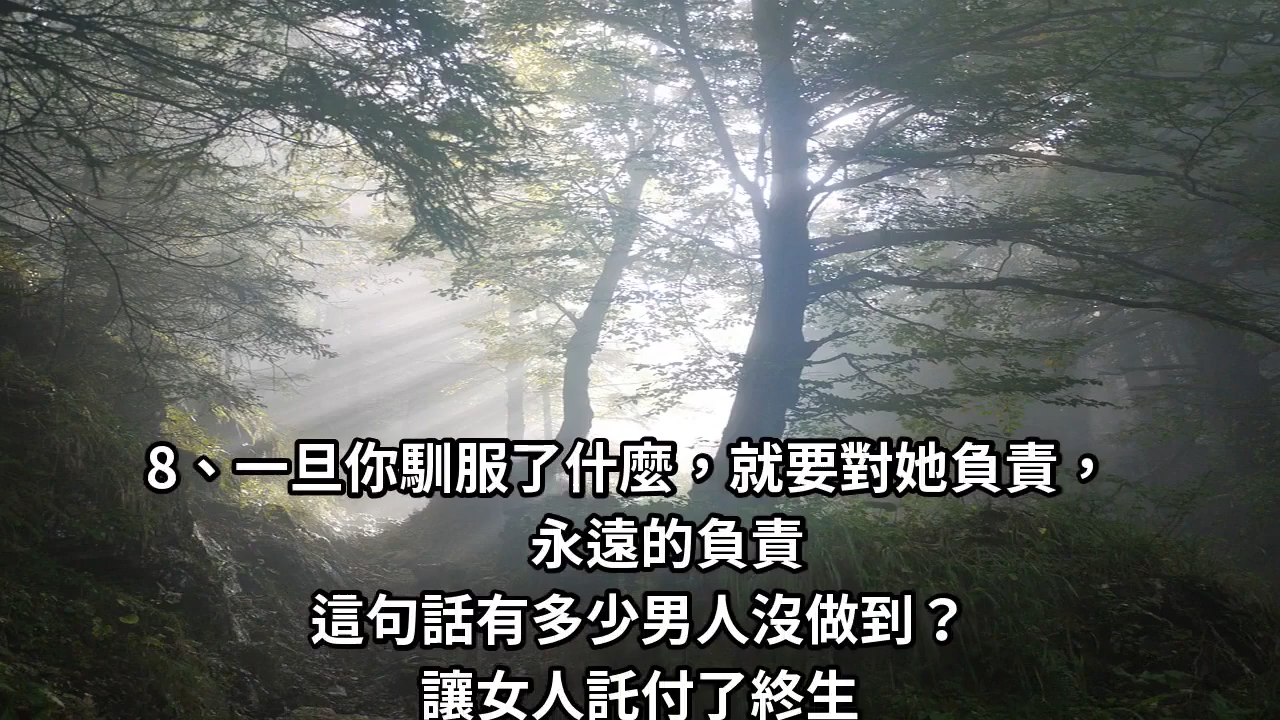 8、一旦你馴服了什麼，就要對她負責，
永遠的負責
這句話有多少男人沒做到？
讓女人託付了終生